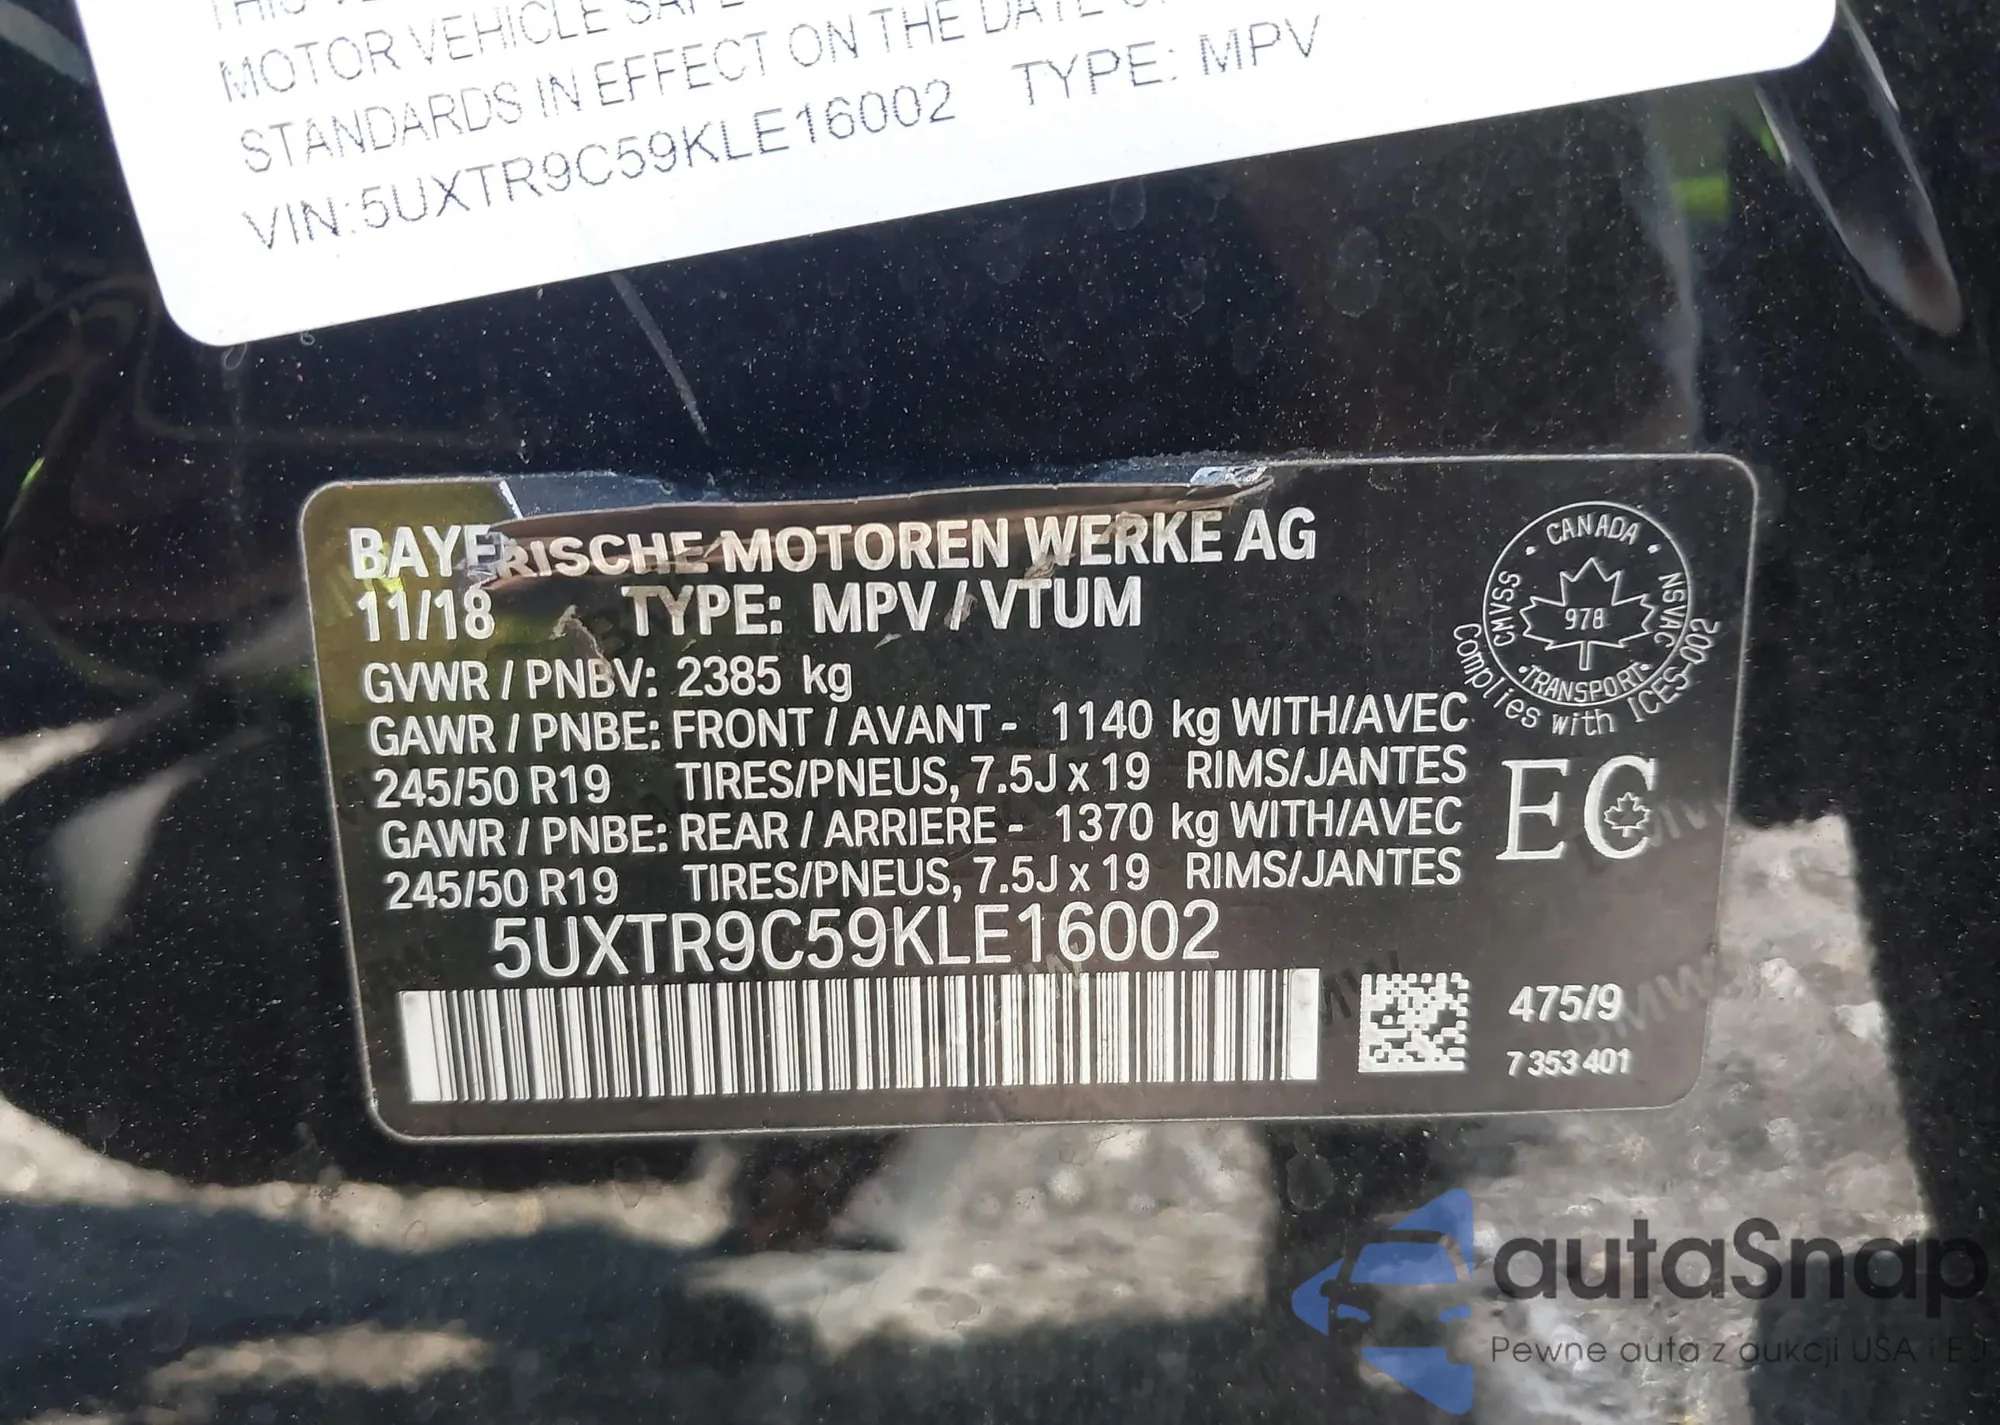 THIS
MOTOR VEHICLE
STANDARDS IN EFFECT ON THE DATE
VIN:5UXTR9C59KLE16002 TYPE: MPV
BAYERISCHE MOTOREN WERKE AG
11/18 TYPE: MPV / VTUM
GVWR / PNBV: 2385 kg
GAWR / PNBE: FRONT / AVANT - 1140 kg WITH/AVEC
245/50 R19 TIRES/PNEUS, 7.5J x 19 RIMS/JANTES
GAWR / PNBE: REAR / ARRIERE - 1370 kg WITH/AVEC
245/50 R19 TIRES/PNEUS, 7.5J x 19 RIMS/JANTES
5UXTR9C59KLE16002
CANADA
CMVSS 978 NSVAC
TRANSPORT
Complies with ICES-002
EC
475/9
7 353 401
autaSnap
Pewne auta z aukcji USA i EU